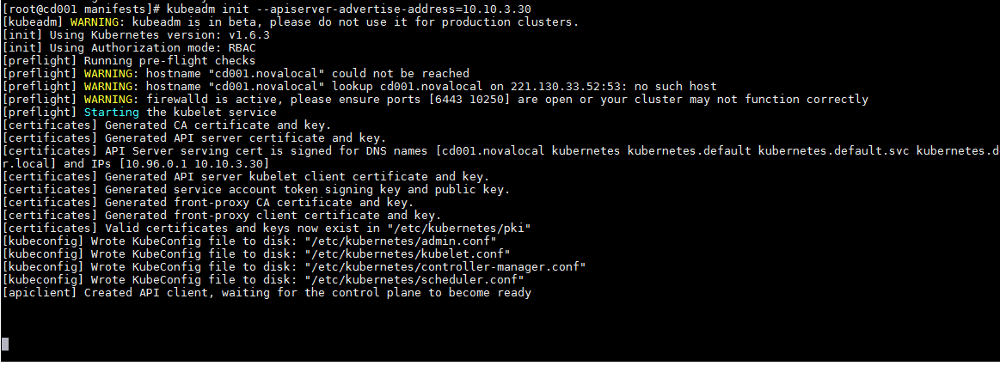 [root@cd001 manifests]# kubeadm init --apiserver-advertise-address=10.10.3.30
[kubeadm] WARNING: kubeadm is in beta, please do not use it for production clusters.
[init] Using Kubernetes version: v1.6.3
[init] Using Authorization mode: RBAC
[preflight] Running pre-flight checks
[preflight] WARNING: hostname "cd001.novalocal" could not be reached
[preflight] WARNING: hostname "cd001.novalocal" lookup cd001.novalocal on 221.130.33.52:53: no such host
[preflight] WARNING: firewalld is active, please ensure ports [6443 10250] are open or your cluster may not function correctly
[preflight] Starting the kubelet service
[certificates] Generated CA certificate and key.
[certificates] Generated API server certificate and key.
[certificates] API Server serving cert is signed for DNS names [cd001.novalocal kubernetes kubernetes.default kubernetes.default.svc kubernetes.d
r.local] and IPs [10.96.0.1 10.10.3.30]
[certificates] Generated API server kubelet client certificate and key.
[certificates] Generated service account token signing key and public key.
[certificates] Generated front-proxy CA certificate and key.
[certificates] Generated front-proxy client certificate and key.
[certificates] Valid certificates and keys now exist in "/etc/kubernetes/pki"
[kubeconfig] Wrote KubeConfig file to disk: "/etc/kubernetes/admin.conf"
[kubeconfig] Wrote KubeConfig file to disk: "/etc/kubernetes/kubelet.conf"
[kubeconfig] Wrote KubeConfig file to disk: "/etc/kubernetes/controller-manager.conf"
[kubeconfig] Wrote KubeConfig file to disk: "/etc/kubernetes/scheduler.conf"
[apiclient] Created API client, waiting for the control plane to become ready